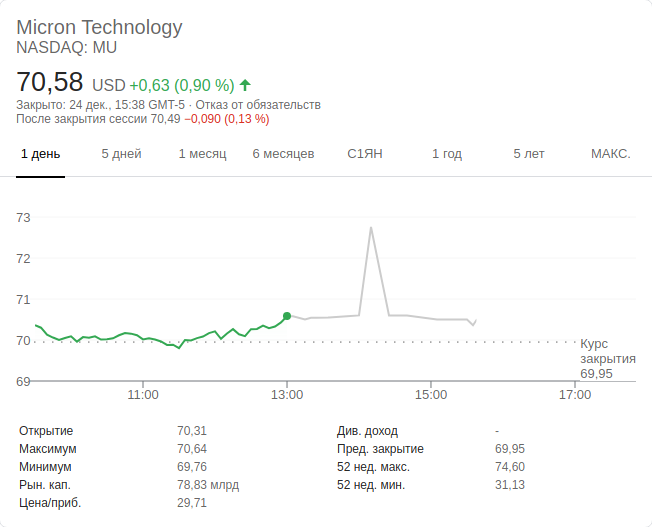 Micron Technology
NASDAQ: MU
70,58 USD +0,63 (0,90 %)
Закрыто: 24 дек., 15:38 GMT-5 · Отказ от обязательств
После закрытия сессии 70,49 −0,090 (0,13 %)
1 день 5 дней 1 месяц 6 месяцев С1ЯН 1 год 5 лет МАКС.
73
72
71
70
Курс
закрытия
69,95
69
11:00 13:00 15:00 17:00
Открытие 70,31 Див. доход -
Максимум 70,64 Пред. закрытие 69,95
Минимум 69,76 52 нед. макс. 74,60
Рын. кап. 78,83 млрд 52 нед. мин. 31,13
Цена/приб. 29,71